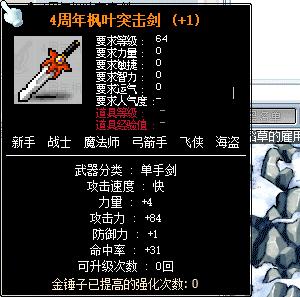 4周年枫叶突击剑 (+1)
要求等级: 64
要求力量: 0
要求敏捷: 0
要求智力: 0
要求运气: 0
要求人气度: -
道具等级: -
道具经验值: -
新手 战士 魔法师 弓箭手 飞侠 海盗
武器分类 : 单手剑
攻击速度 : 快
力量 : +4
攻击力 : +84
防御力 : +1
命中率 : +31
可升级次数 : 0回
金锤子已提高的强化次数: 0
草的雇用